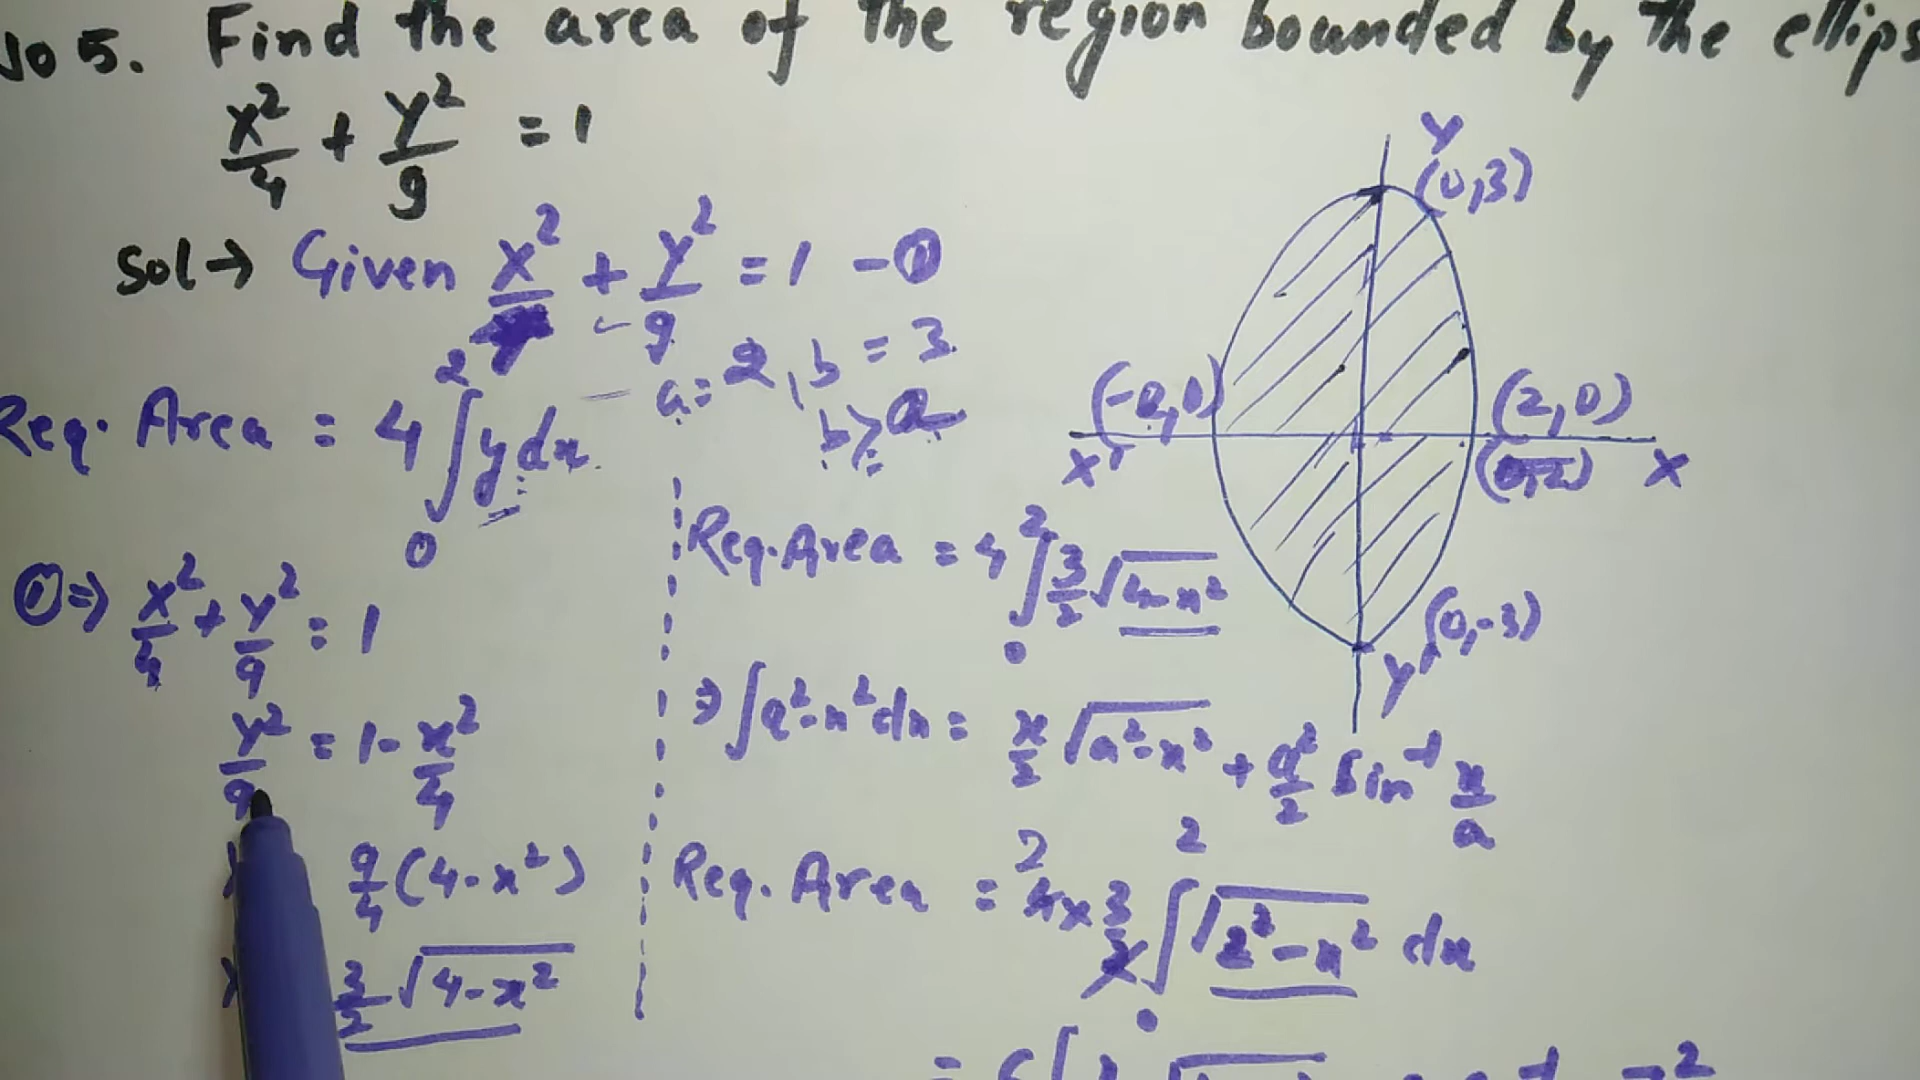 No 5. Find the area of the region bounded by the ellips
x²/4 + y²/9 = 1
Sol → Given x²/4 + y²/9 = 1 - ①
a = 2, b = 3
b > a
Req. Area = 4 ∫₀² y dx
① ⇒ x²/4 + y²/9 = 1
y²/9 = 1 - x²/4
9/4 (4 - x²)
3/2 √(4 - x²)
Req. Area = 4 ∫₀² 3/2 √(4 - x²)
⇒ ∫ a² - x² dx = x/2 √(a² - x²) + a²/2 sin⁻¹ x/a
Req. Area = 4 × 3/2 ∫₀² √(2² - x²) dx
Y
(0,3)
(2,0)
X'
X
(0,-3)
Y'